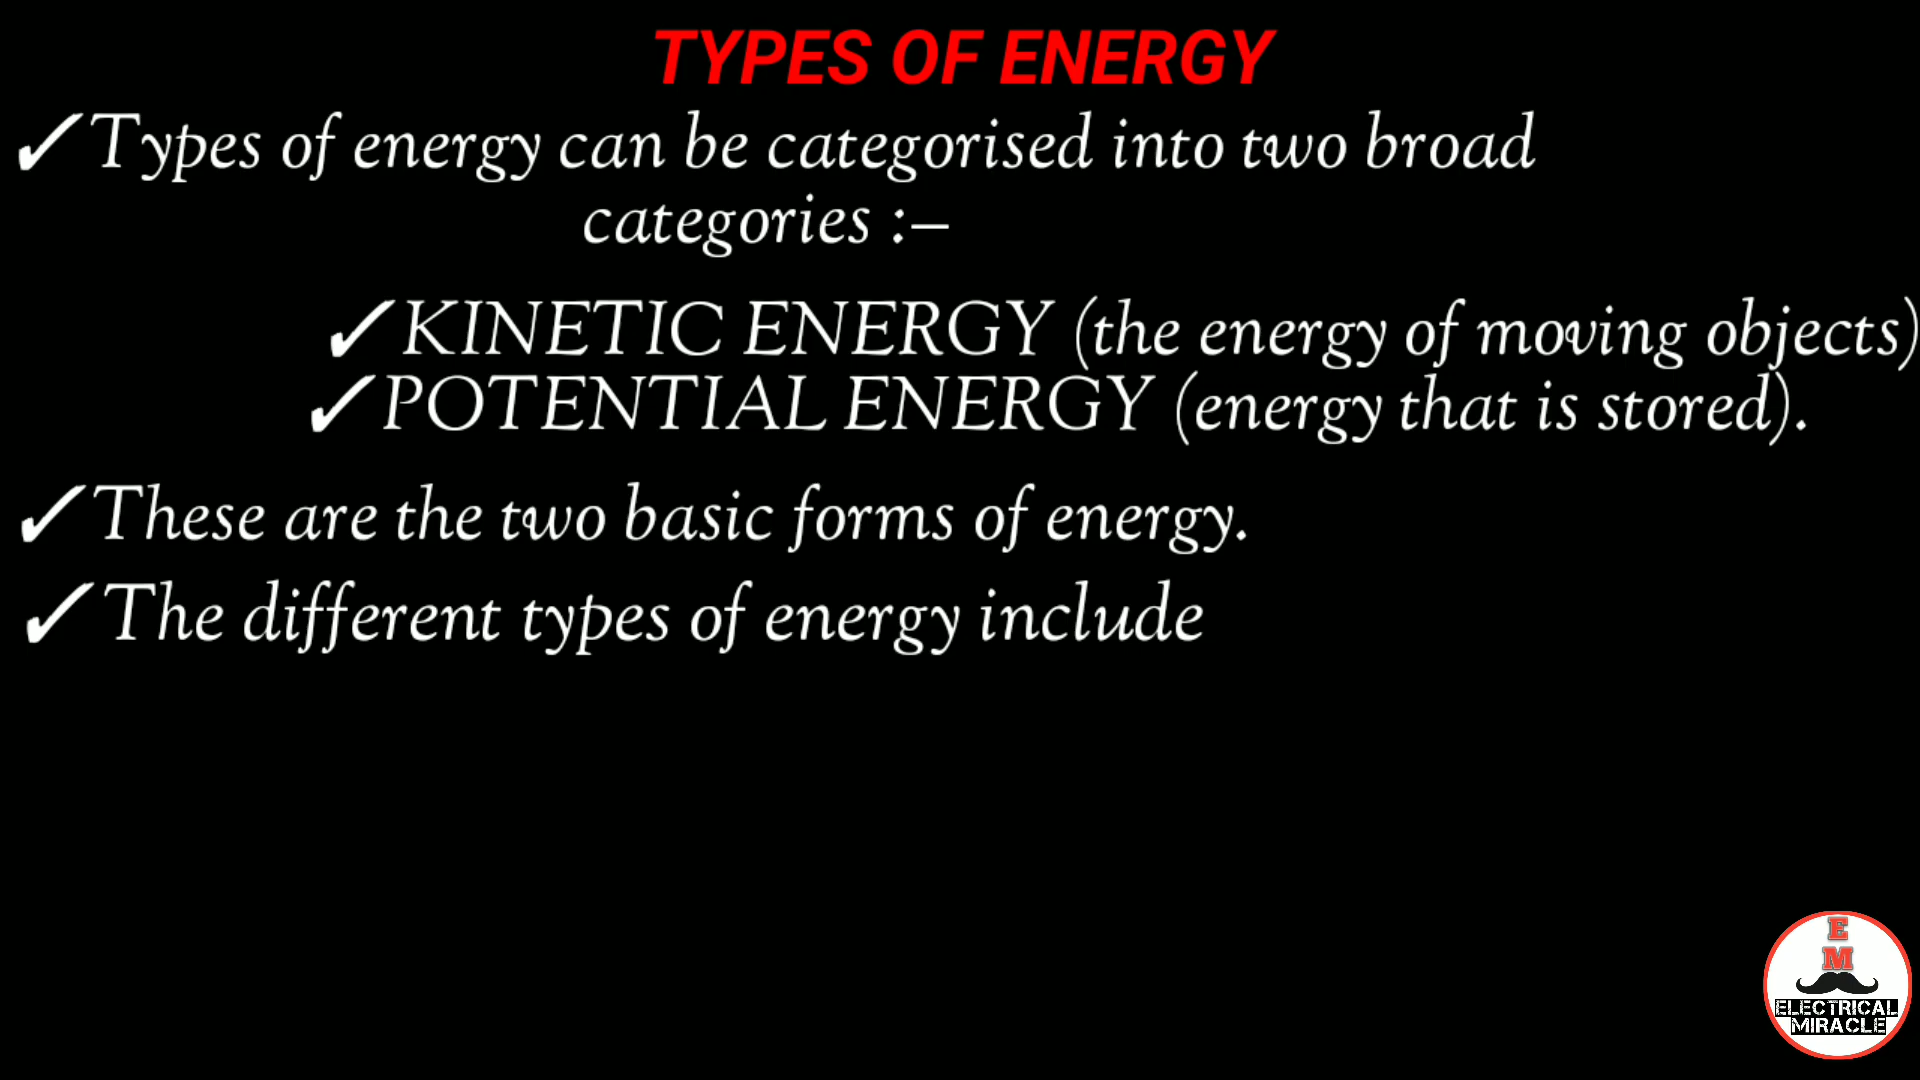 TYPES OF ENERGY
✓Types of energy can be categorised into two broad
categories :–
✓KINETIC ENERGY (the energy of moving objects)
✓POTENTIAL ENERGY (energy that is stored).
✓These are the two basic forms of energy.
✓The different types of energy include
E
M
ELECTRICAL
MIRACLE